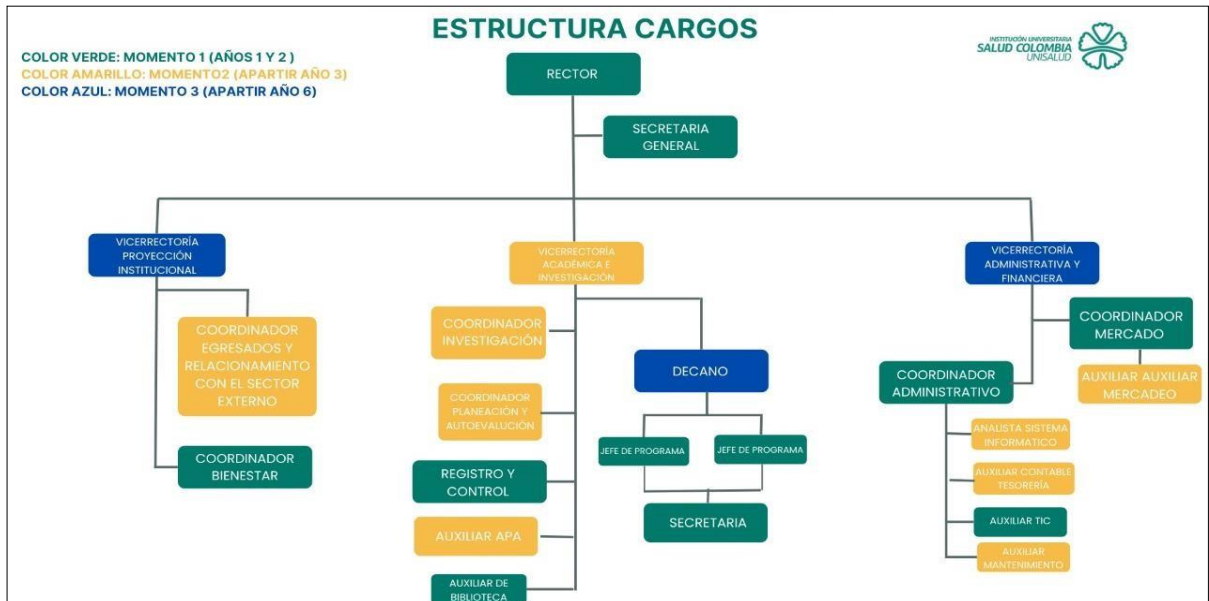 ESTRUCTURA CARGOS
INSTITUCIÓN UNIVERSITARIA
SALUD COLOMBIA
UNISALUD
COLOR VERDE: MOMENTO 1 (AÑOS 1 Y 2 )
COLOR AMARILLO: MOMENTO2 (APARTIR AÑO 3)
COLOR AZUL: MOMENTO 3 (APARTIR AÑO 6)
RECTOR
SECRETARIA
GENERAL
VICERRECTORÍA
PROYECCIÓN
INSTITUCIONAL
COORDINADOR
EGRESADOS Y
RELACIONAMIENTO
CON EL SECTOR
EXTERNO
COORDINADOR
BIENESTAR
VICERRECTORÍA
ACADÉMICA E
INVESTIGACIÓN
COORDINADOR
INVESTIGACIÓN
COORDINADOR
PLANEACIÓN Y
AUTOEVALUCIÓN
REGISTRO Y
CONTROL
AUXILIAR APA
AUXILIAR DE
BIBLIOTECA
DECANO
JEFE DE PROGRAMA
JEFE DE PROGRAMA
SECRETARIA
VICERRECTORÍA
ADMINISTRATIVA Y
FINANCIERA
COORDINADOR
MERCADO
AUXILIAR AUXILIAR
MERCADEO
COORDINADOR
ADMINISTRATIVO
ANALISTA SISTEMA
INFORMATICO
AUXILIAR CONTABLE
TESORERÍA
AUXILIAR TIC
AUXILIAR
MANTENIMIENTO